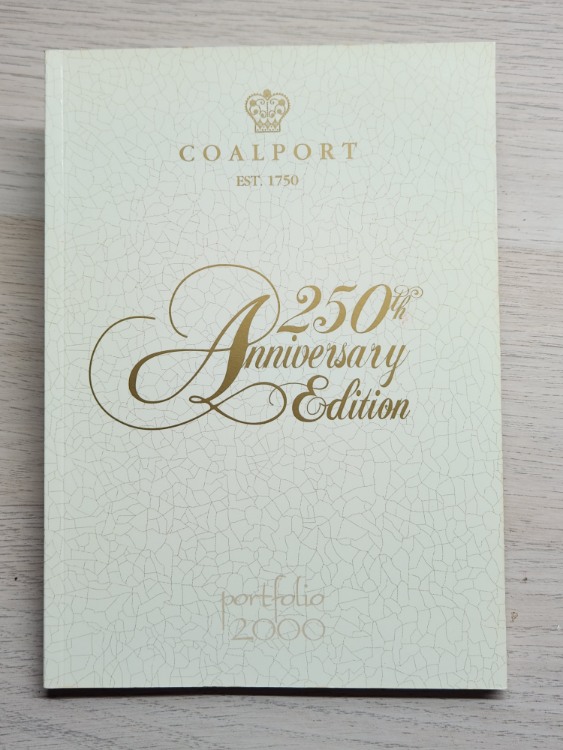 COALPORT
EST. 1750
250th
Anniversary
Edition
portfolio
2000